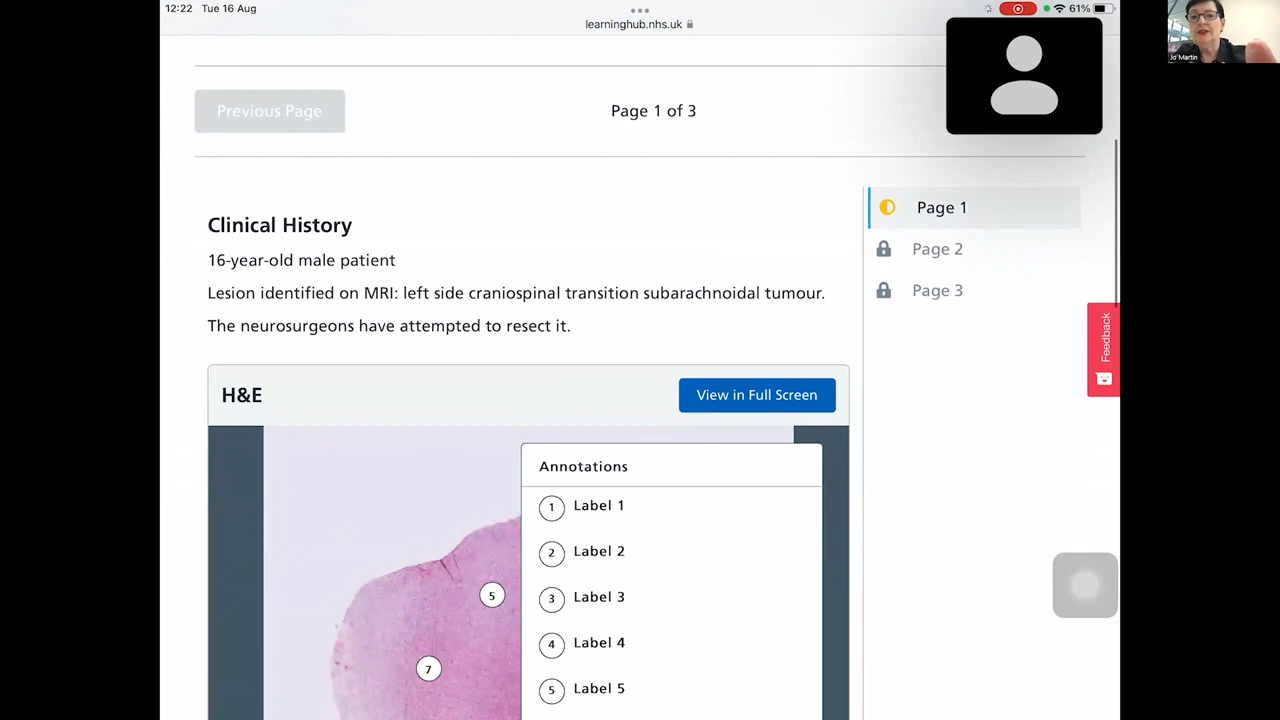 12:22 Tue 16 Aug
61%
learninghub.nhs.uk
Jo Martin
Previous Page
Page 1 of 3
Page 1
Page 2
Page 3
Feedback
Clinical History
16-year-old male patient
Lesion identified on MRI: left side craniospinal transition subarachnoidal tumour.
The neurosurgeons have attempted to resect it.
H&E
View in Full Screen
Annotations
1 Label 1
2 Label 2
3 Label 3
4 Label 4
5 Label 5
5
7